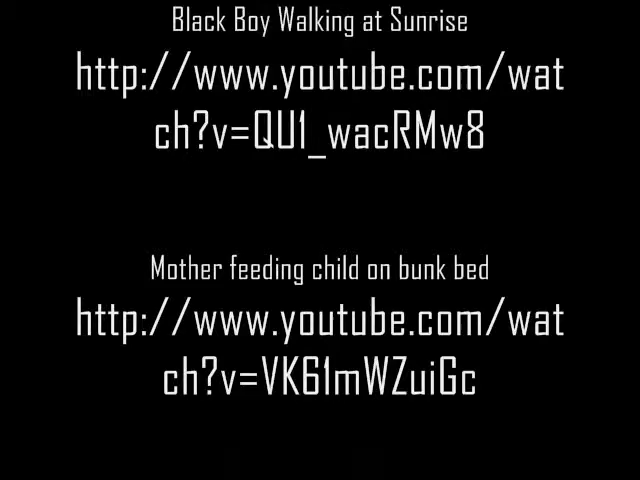 Black Boy Walking at Sunrise
http://www.youtube.com/wat
ch?v=QU1_wacRMw8
Mother feeding child on bunk bed
http://www.youtube.com/wat
ch?v=VK61mWZuiGc